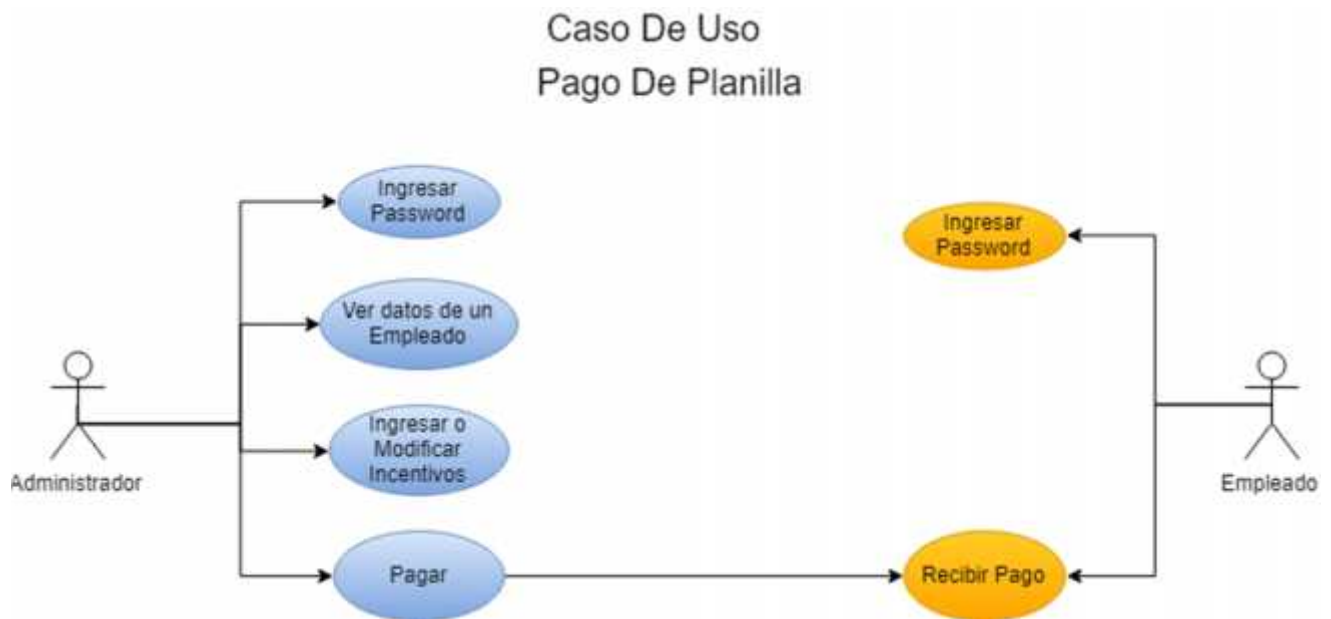 Caso De Uso
Pago De Planilla
Ingresar
Password
Ver datos de un
Empleado
Ingresar o
Modificar
Incentivos
Pagar
Administrador
Ingresar
Password
Recibir Pago
Empleado